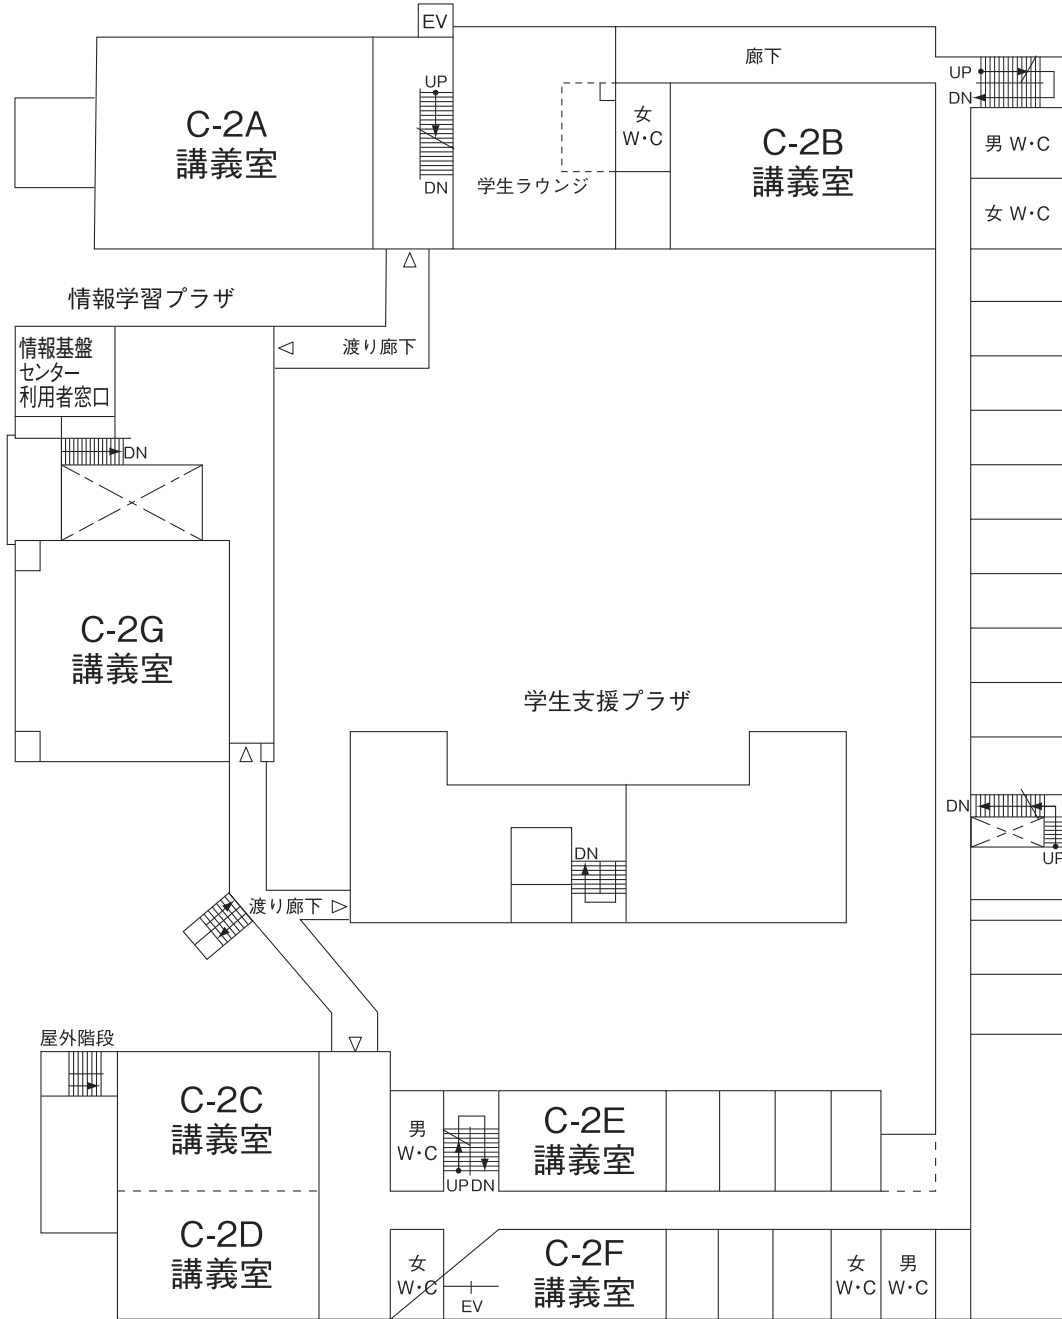 EV
廊下
UP
DN
C-2A
講義室
UP
DN
女
W・C
C-2B
講義室
学生ラウンジ
男 W・C
女 W・C
情報学習プラザ
渡り廊下
情報基盤
センター
利用者窓口
DN
C-2G
講義室
学生支援プラザ
DN
UP
DN
渡り廊下
屋外階段
C-2C
講義室
男
W・C
UP
DN
C-2E
講義室
C-2D
講義室
女
W・C
EV
C-2F
講義室
女
W・C
男
W・C